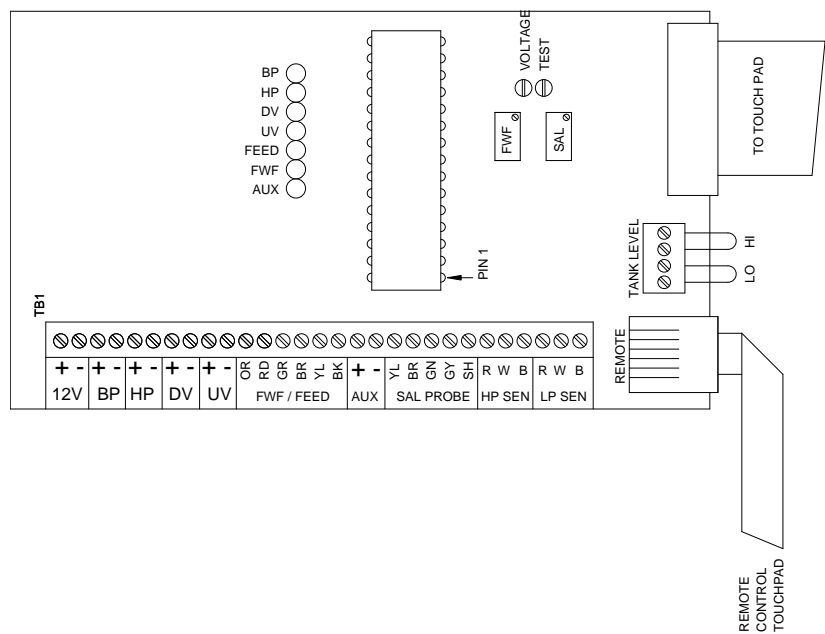 BP
HP
DV
UV
FEED
FWF
AUX
VOLTAGE
TEST
FWF
SAL
TO TOUCH PAD
PIN 1
TANK LEVEL
HI
LO
TB1
+ - + - + - + - + - OR RD GR BR YL BK + - YL BR GN GY SH R W B R W B
12V BP HP DV UV FWF / FEED AUX SAL PROBE HP SEN LP SEN
REMOTE
REMOTE
CONTROL
TOUCHPAD